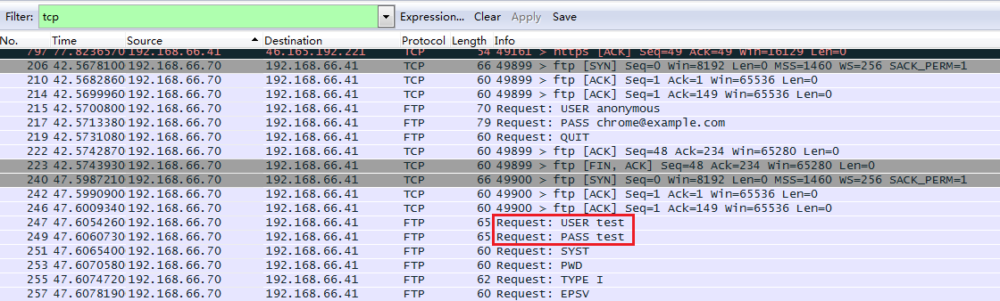 Filter: tcp Expression... Clear Apply Save
No. Time Source Destination Protocol Length Info
797 77.8236570 192.168.66.41 46.165.192.221 TCP 54 49161 > https [ACK] Seq=49 Ack=49 Win=16129 Len=0
206 42.5678100 192.168.66.70 192.168.66.41 TCP 66 49899 > ftp [SYN] Seq=0 Win=8192 Len=0 MSS=1460 WS=256 SACK_PERM=1
210 42.5682860 192.168.66.70 192.168.66.41 TCP 60 49899 > ftp [ACK] Seq=1 Ack=1 Win=65536 Len=0
214 42.5699960 192.168.66.70 192.168.66.41 TCP 60 49899 > ftp [ACK] Seq=1 Ack=149 Win=65536 Len=0
215 42.5700800 192.168.66.70 192.168.66.41 FTP 70 Request: USER anonymous
217 42.5713380 192.168.66.70 192.168.66.41 FTP 79 Request: PASS chrome@example.com
219 42.5731080 192.168.66.70 192.168.66.41 FTP 60 Request: QUIT
222 42.5742870 192.168.66.70 192.168.66.41 TCP 60 49899 > ftp [ACK] Seq=48 Ack=234 Win=65280 Len=0
223 42.5743930 192.168.66.70 192.168.66.41 TCP 60 49899 > ftp [FIN, ACK] Seq=48 Ack=234 Win=65280 Len=0
240 47.5987210 192.168.66.70 192.168.66.41 TCP 66 49900 > ftp [SYN] Seq=0 Win=8192 Len=0 MSS=1460 WS=256 SACK_PERM=1
242 47.5990900 192.168.66.70 192.168.66.41 TCP 60 49900 > ftp [ACK] Seq=1 Ack=1 Win=65536 Len=0
246 47.6009340 192.168.66.70 192.168.66.41 TCP 60 49900 > ftp [ACK] Seq=1 Ack=149 Win=65536 Len=0
247 47.6054260 192.168.66.70 192.168.66.41 FTP 65 Request: USER test
249 47.6060730 192.168.66.70 192.168.66.41 FTP 65 Request: PASS test
251 47.6065400 192.168.66.70 192.168.66.41 FTP 60 Request: SYST
253 47.6070580 192.168.66.70 192.168.66.41 FTP 60 Request: PWD
255 47.6074720 192.168.66.70 192.168.66.41 FTP 62 Request: TYPE I
257 47.6078190 192.168.66.70 192.168.66.41 FTP 60 Request: EPSV